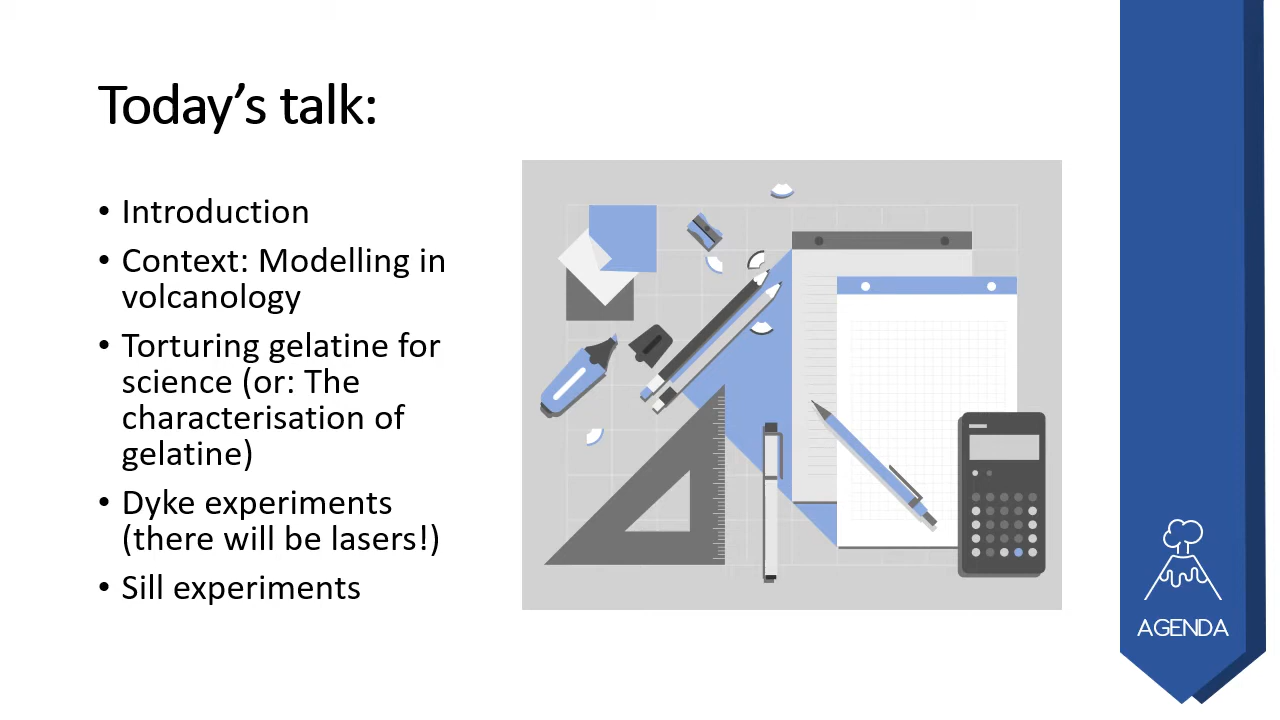 Today’s talk:
• Introduction
• Context: Modelling in
volcanology
• Torturing gelatine for
science (or: The
characterisation of
gelatine)
• Dyke experiments
(there will be lasers!)
• Sill experiments
AGENDA